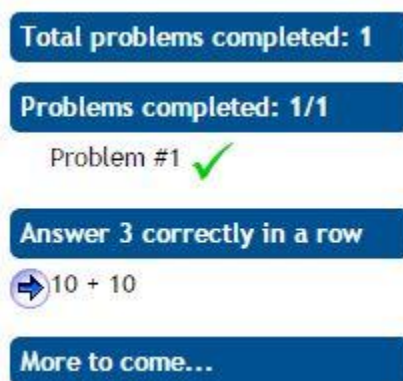 Total problems completed: 1
Problems completed: 1/1
Problem #1
Answer 3 correctly in a row
10 + 10
More to come...